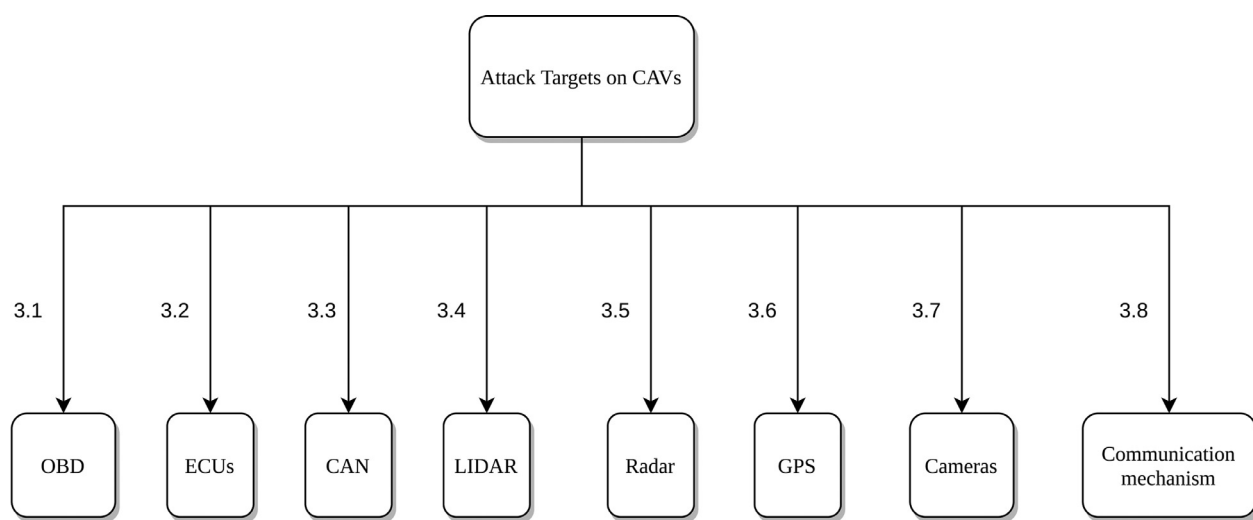 Attack Targets on CAVs
3.1 3.2 3.3 3.4 3.5 3.6 3.7 3.8
OBD ECUs CAN LIDAR Radar GPS Cameras Communication
mechanism